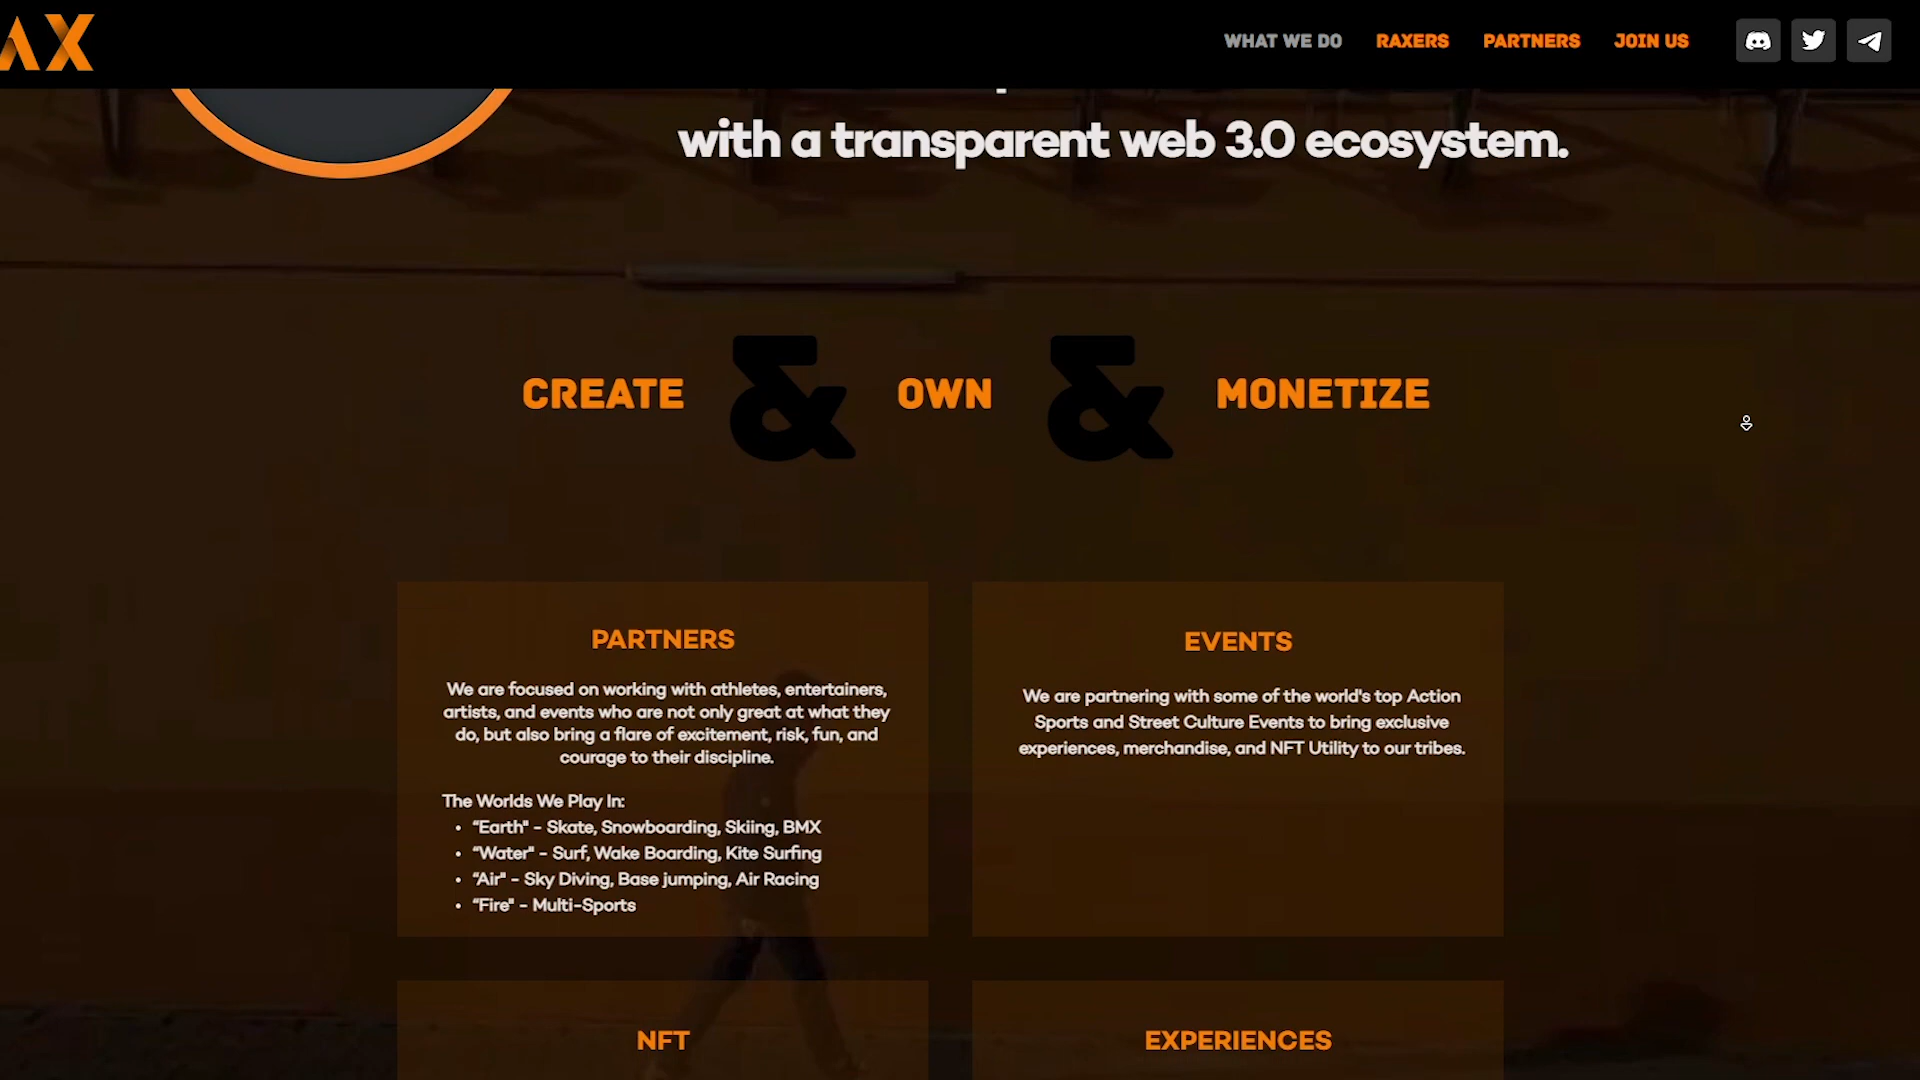 AX
WHAT WE DO
RAXERS
PARTNERS
JOIN US
with a transparent web 3.0 ecosystem.
CREATE & OWN & MONETIZE
PARTNERS
We are focused on working with athletes, entertainers,
artists, and events who are not only great at what they
do, but also bring a flare of excitement, risk, fun, and
courage to their discipline.
The Worlds We Play In:
• “Earth" - Skate, Snowboarding, Skiing, BMX
• “Water" - Surf, Wake Boarding, Kite Surfing
• “Air" - Sky Diving, Base jumping, Air Racing
• “Fire" - Multi-Sports
EVENTS
We are partnering with some of the world's top Action
Sports and Street Culture Events to bring exclusive
experiences, merchandise, and NFT Utility to our tribes.
NFT
EXPERIENCES